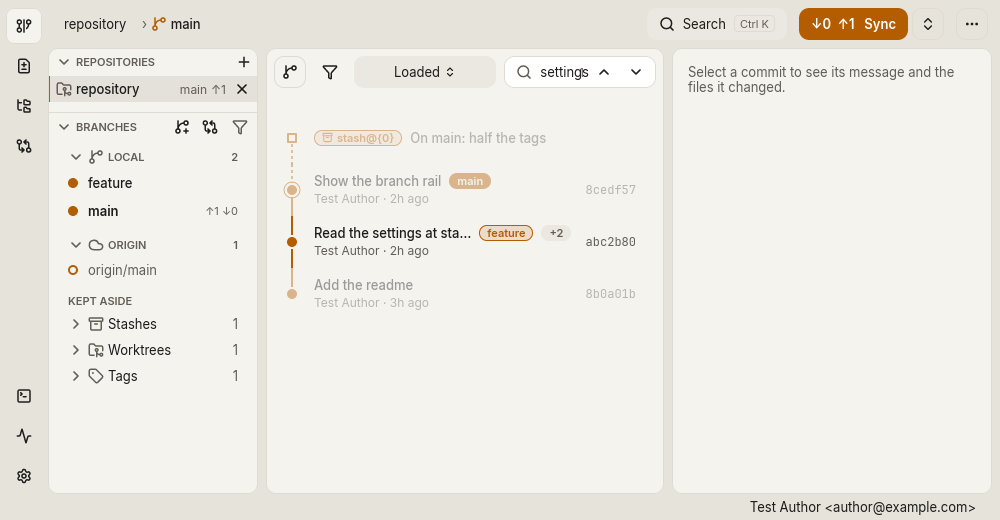 repository
main
Search
Ctrl K
↓0 ↑1 Sync
REPOSITORIES
repository
main ↑1
BRANCHES
LOCAL
2
feature
main
↑1 ↓0
ORIGIN
1
origin/main
KEPT ASIDE
Stashes
1
Worktrees
1
Tags
1
Loaded
settings
stash@{0}
On main: half the tags
Show the branch rail
main
Test Author · 2h ago
8cedf57
Read the settings at sta...
feature
+2
Test Author · 2h ago
abc2b80
Add the readme
Test Author · 3h ago
8b0a01b
Select a commit to see its message and the
files it changed.
Test Author <author@example.com>